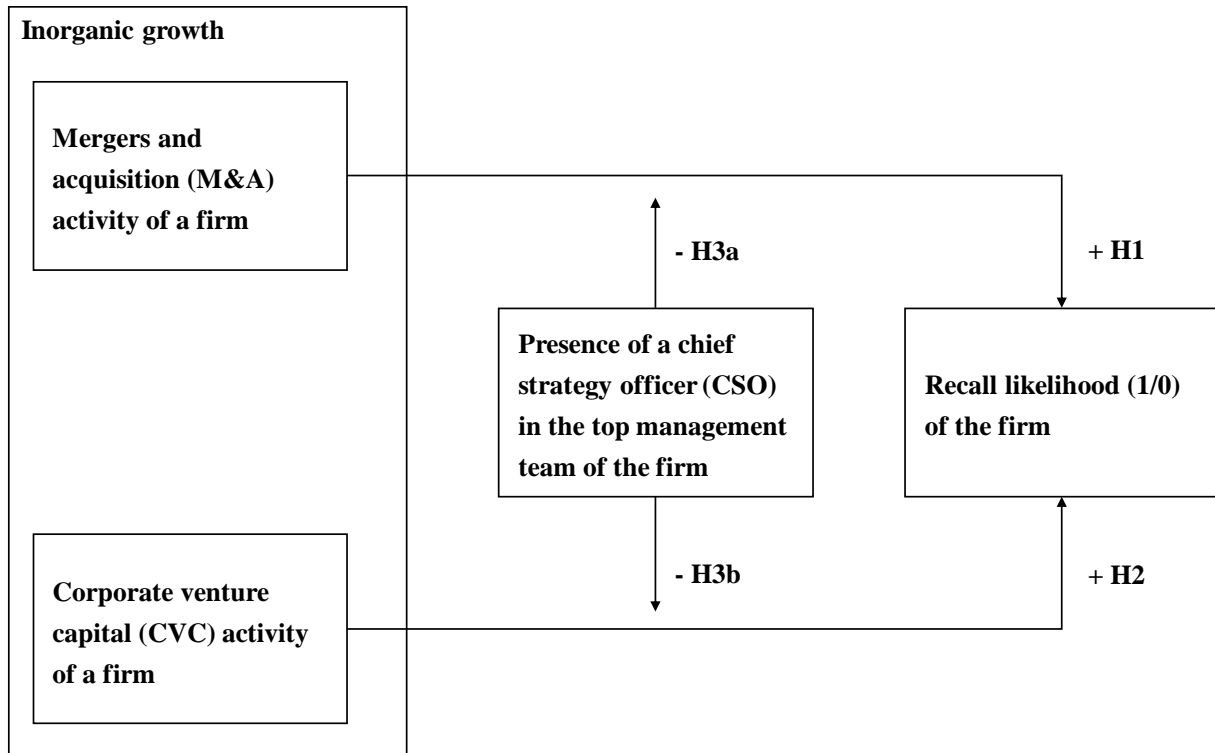 Inorganic growth
Mergers and
acquisition (M&A)
activity of a firm
- H3a
+ H1
Presence of a chief
strategy officer (CSO)
in the top management
team of the firm
Recall likelihood (1/0)
of the firm
- H3b
+ H2
Corporate venture
capital (CVC) activity
of a firm